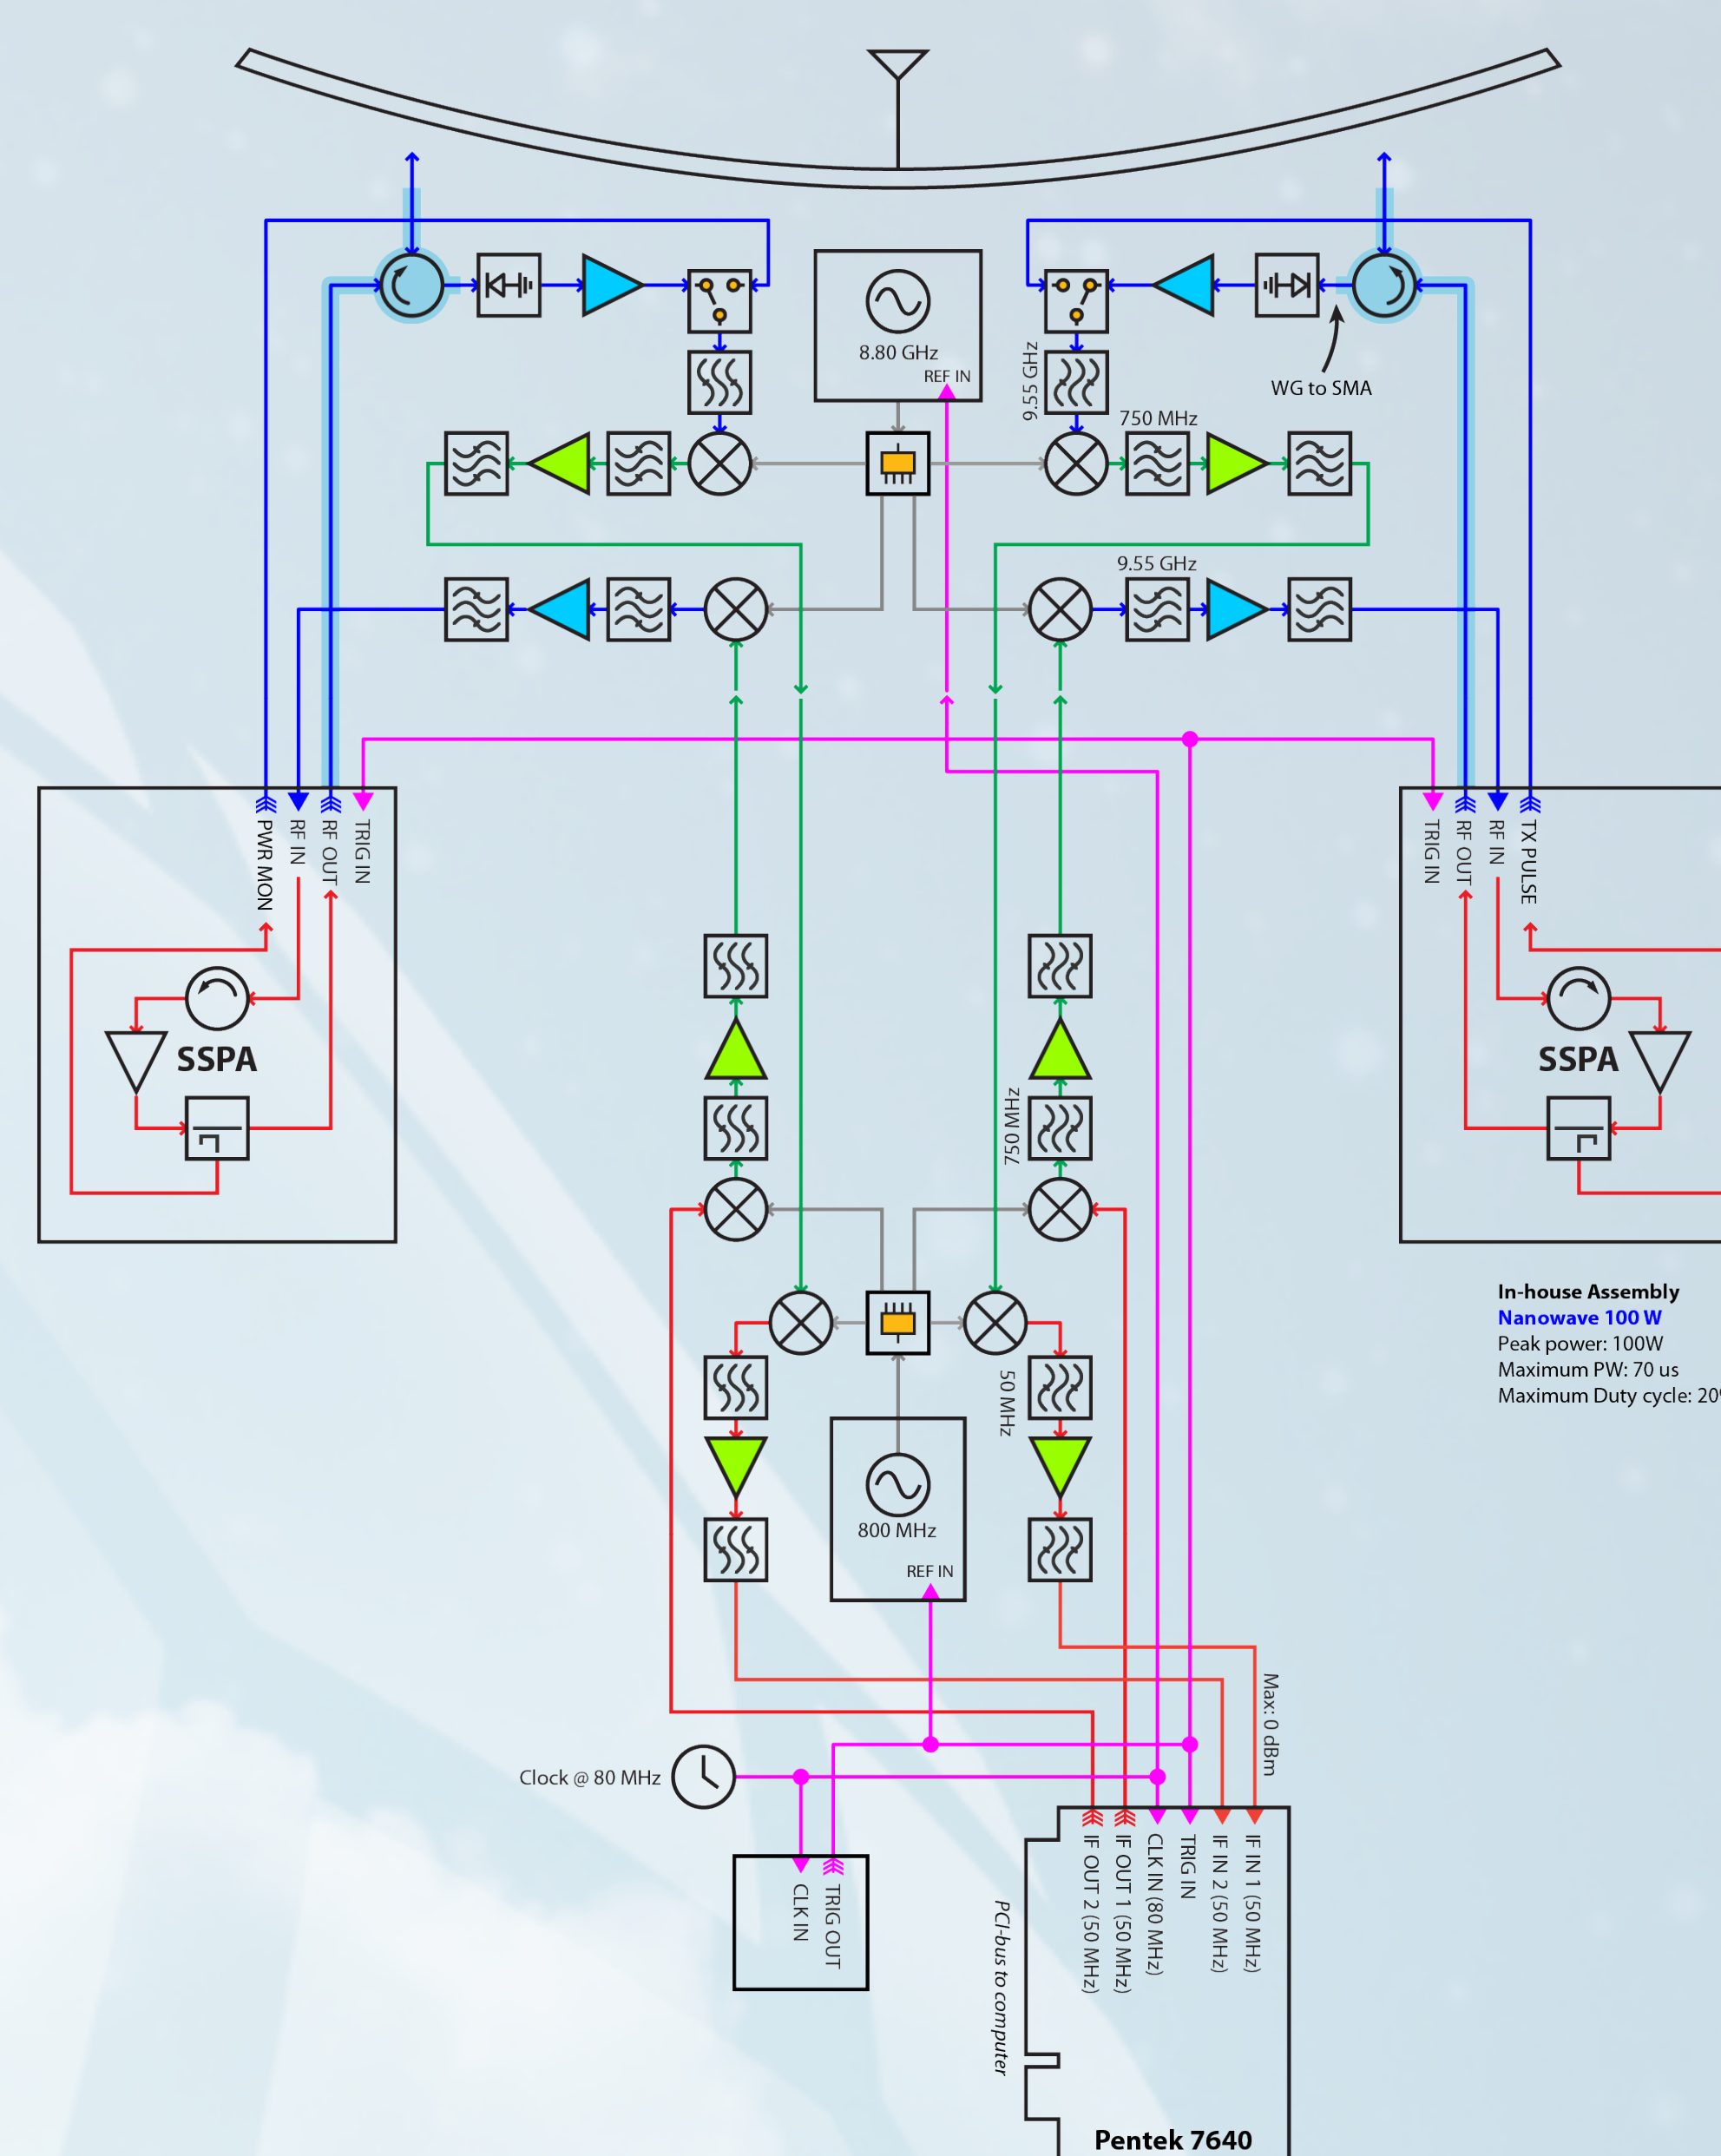 8.80 GHz
REF IN
9.55 GHz
WG to SMA
750 MHz
9.55 GHz
PWR MON
RF IN
RF OUT
TRIG IN
TRIG IN
RF OUT
RF IN
TX PULSE
SSPA
SSPA
750 MHz
In-house Assembly
Nanowave 100 W
Peak power: 100W
Maximum PW: 70 us
Maximum Duty cycle: 20
50 MHz
800 MHz
REF IN
Max: 0 dBm
Clock @ 80 MHz
CLK IN
TRIG OUT
IF OUT 2 (50 MHz)
IF OUT 1 (50 MHz)
CLK IN (80 MHz)
TRIG IN
IF IN 2 (50 MHz)
IF IN 1 (50 MHz)
PCI-bus to computer
Pentek 7640